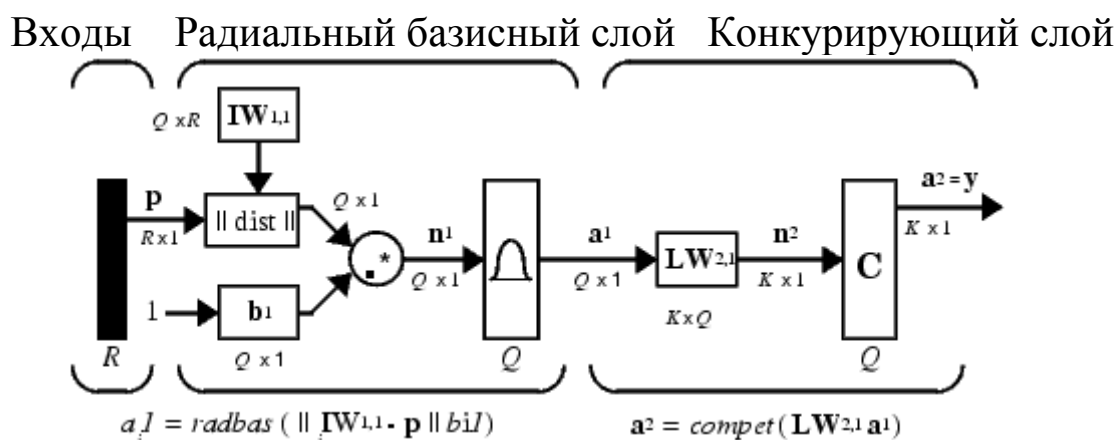 Входы Радиальный базисный слой Конкурирующий слой
Q x R IW1,1
p
R x 1
|| dist ||
Q x 1
1
b1
Q x 1
.*
n1
Q x 1
a1
Q x 1
LW2,1
K x Q
n2
K x 1
C
a2 = y
K x 1
R Q Q
ai1 = radbas ( || iIW1,1 - p || bi1)
a2 = compet ( LW2,1 a1)